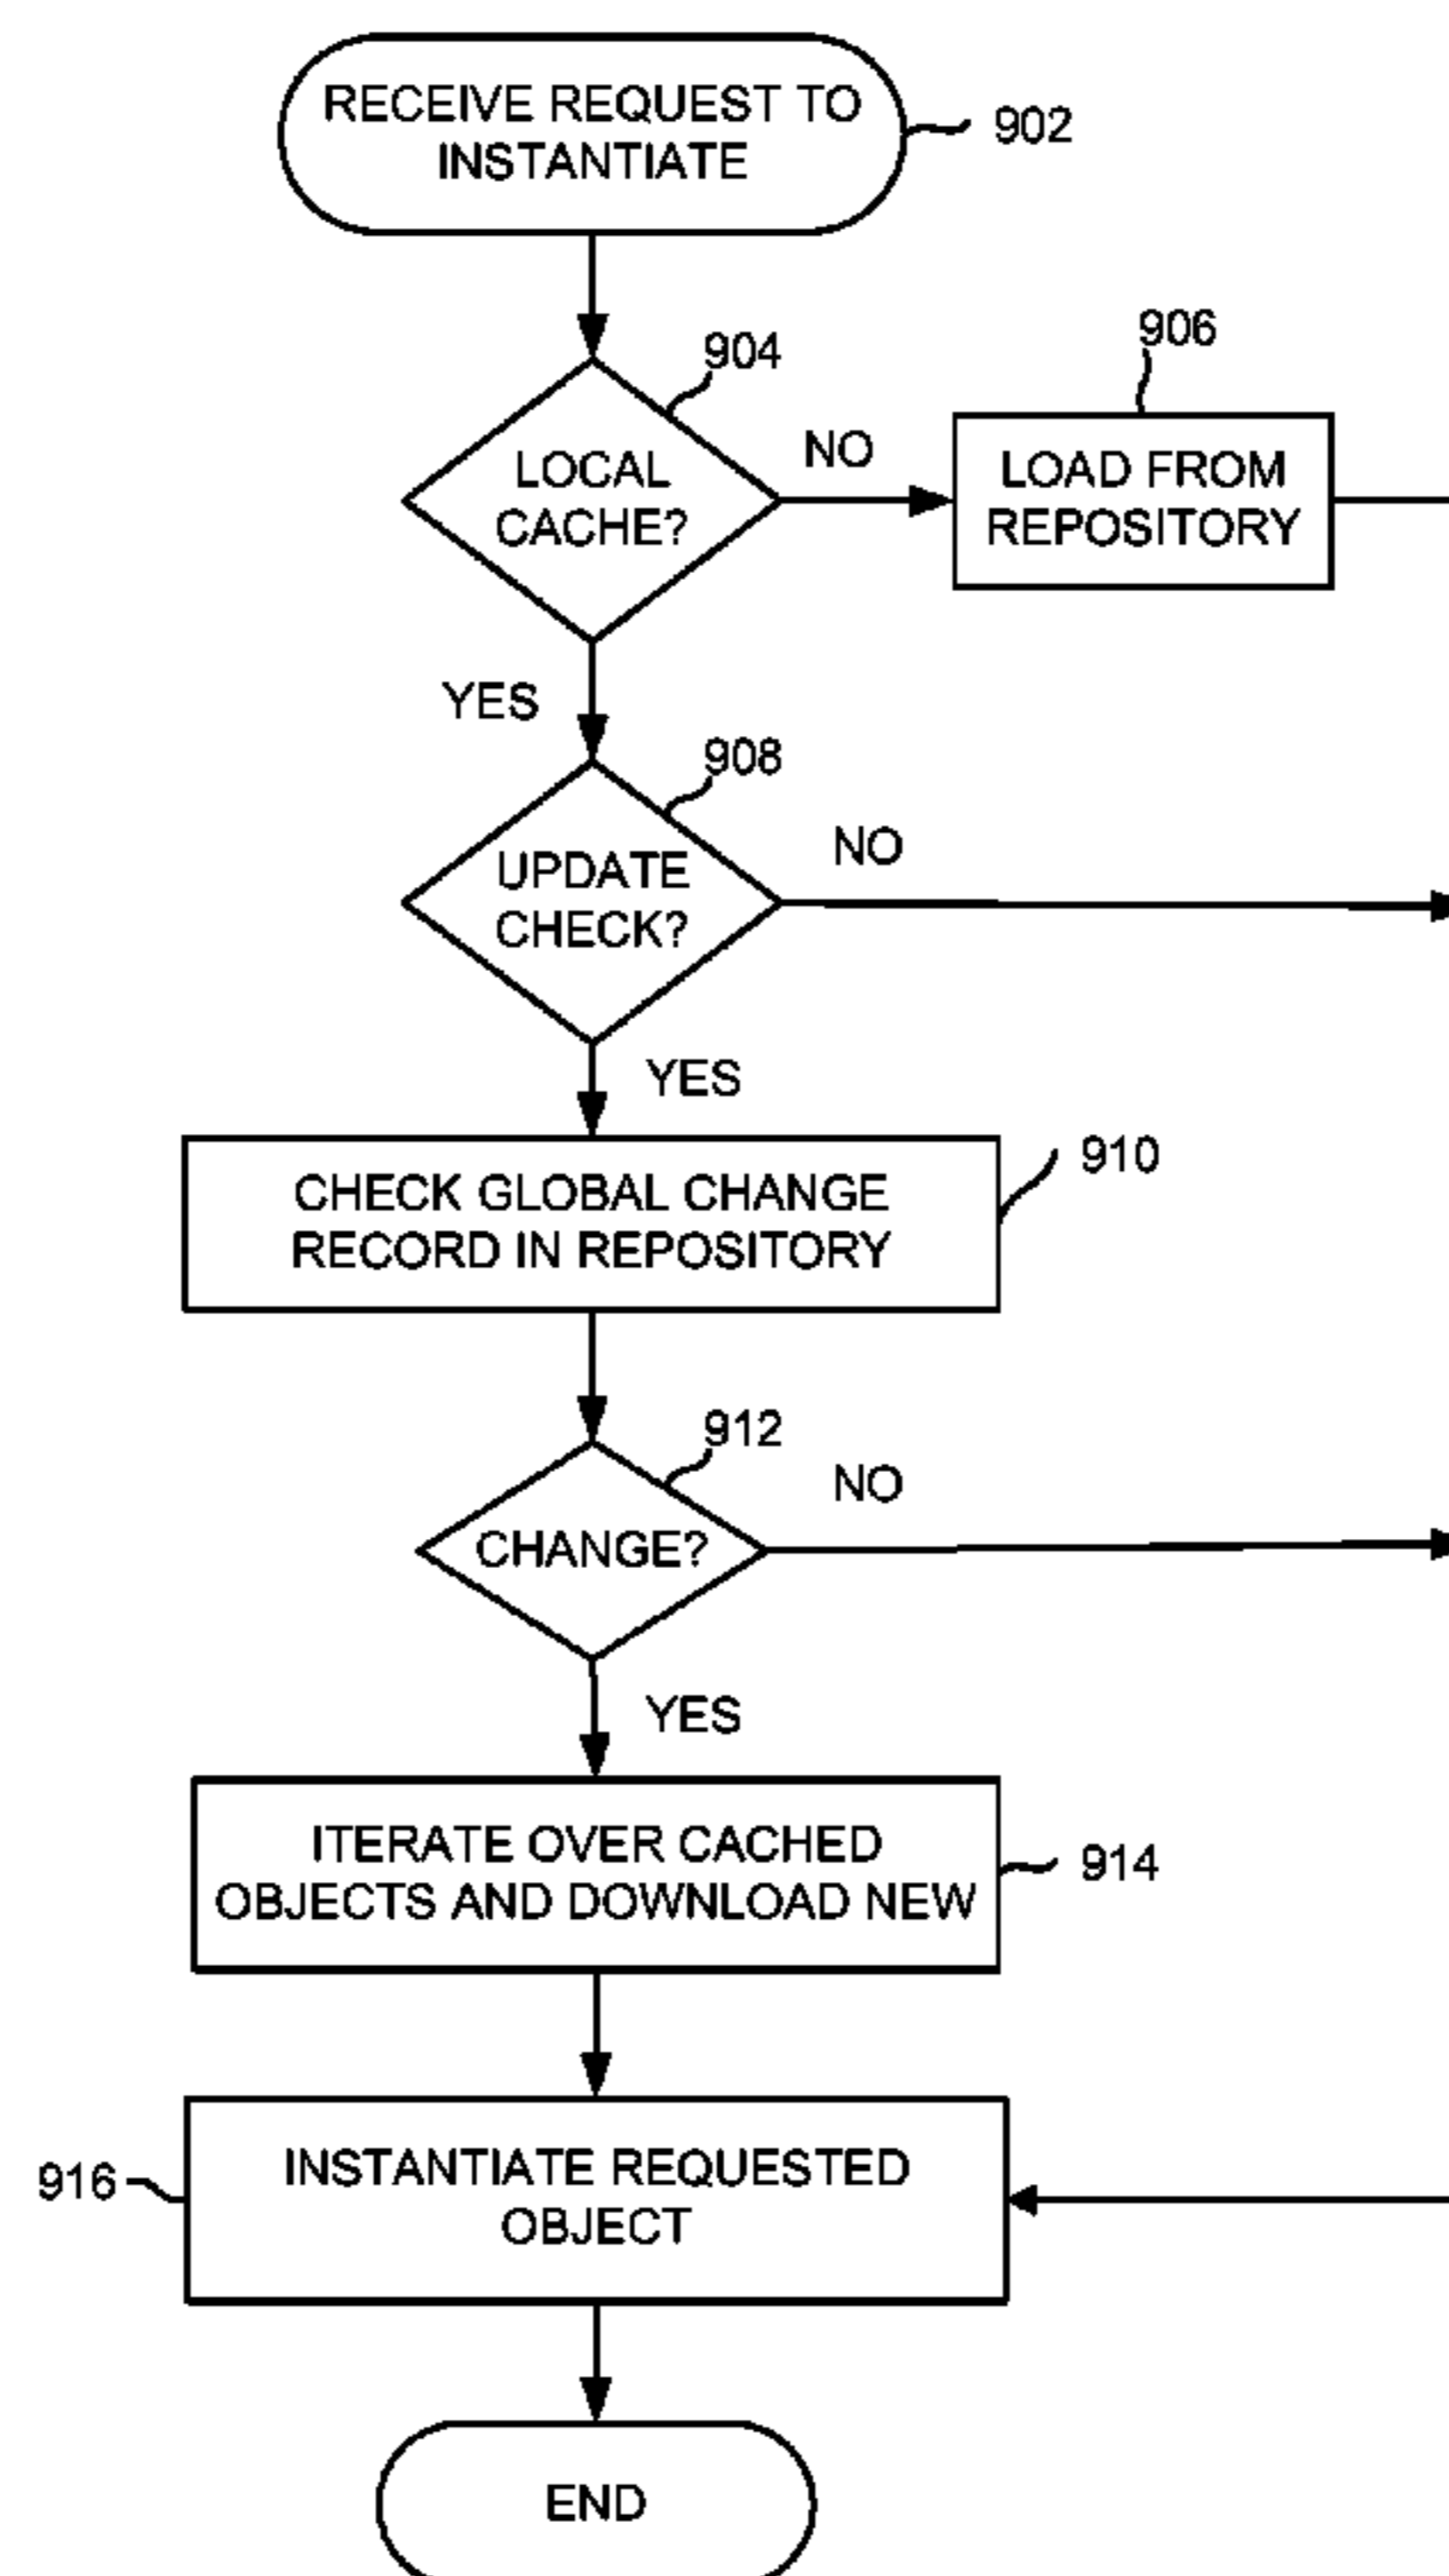 RECEIVE REQUEST TO
INSTANTIATE
902
904
LOCAL
CACHE?
NO
906
LOAD FROM
REPOSITORY
YES
908
UPDATE
CHECK?
NO
YES
910
CHECK GLOBAL CHANGE
RECORD IN REPOSITORY
912
CHANGE?
NO
YES
ITERATE OVER CACHED
OBJECTS AND DOWNLOAD NEW
914
916
INSTANTIATE REQUESTED
OBJECT
END